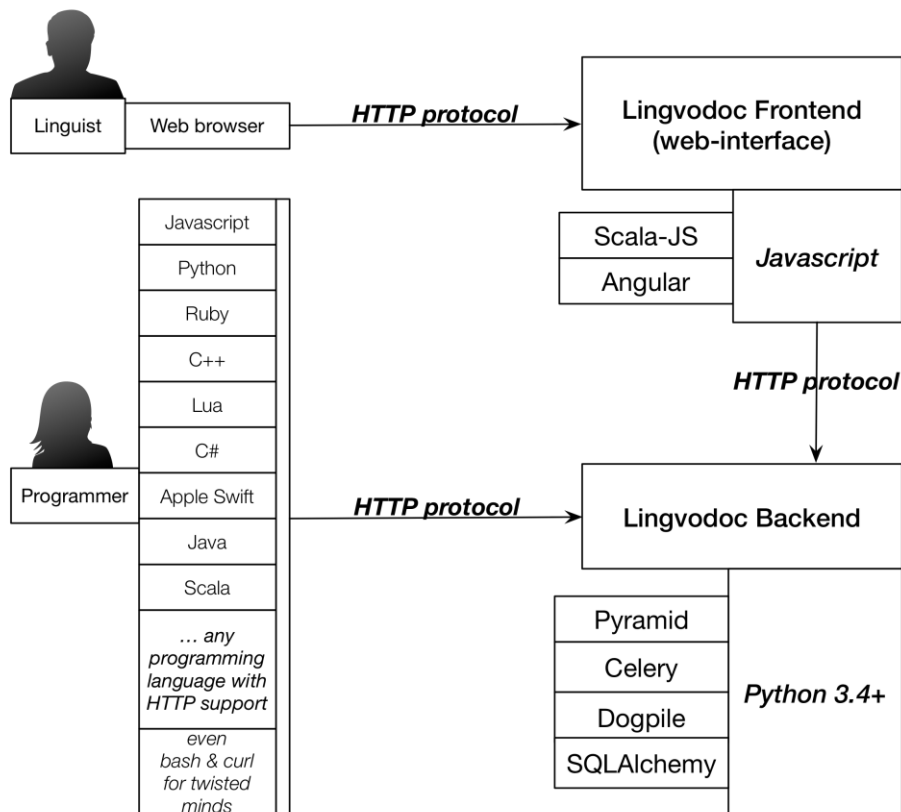 Linguist
Web browser
HTTP protocol
Lingvodoc Frontend
(web-interface)
Scala-JS
Angular
Javascript
HTTP protocol
Javascript
Python
Ruby
C++
Lua
C#
Programmer
Apple Swift
Java
Scala
... any
programming
language with
HTTP support
even
bash & curl
for twisted
minds
HTTP protocol
Lingvodoc Backend
Pyramid
Celery
Dogpile
SQLAlchemy
Python 3.4+